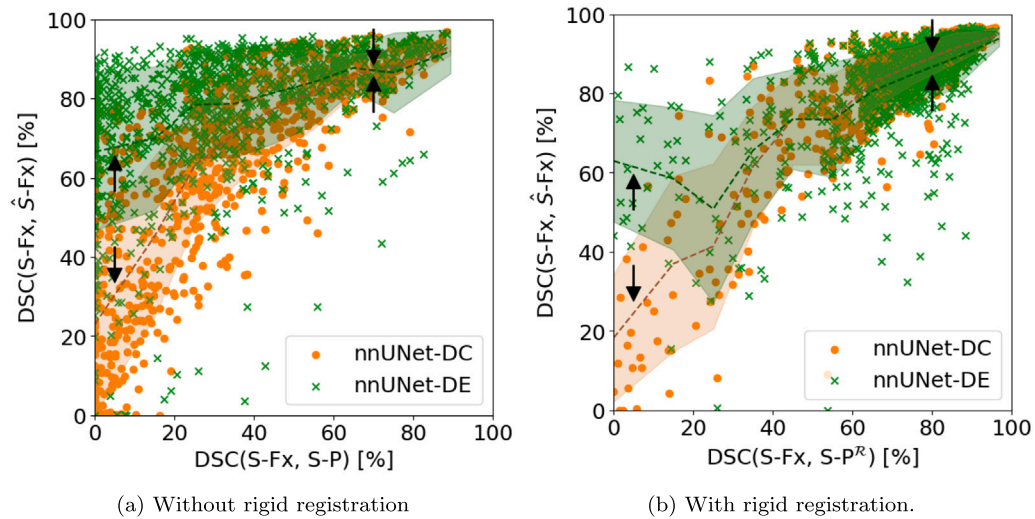 100
80
60
40
20
0
DSC(S-Fx, Ŝ-Fx) [%]
nnUNet-DC
nnUNet-DE
0 20 40 60 80 100
DSC(S-Fx, S-P) [%]
(a) Without rigid registration
100
80
60
40
20
0
DSC(S-Fx, Ŝ-Fx) [%]
nnUNet-DC
nnUNet-DE
0 20 40 60 80 100
DSC(S-Fx, S-Pᴿ) [%]
(b) With rigid registration.